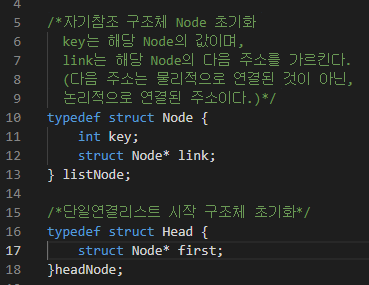 4
5 /*자기참조 구조체 Node 초기화
6 key는 해당 Node의 값이며,
7 link는 해당 Node의 다음 주소를 가르킨다.
8 (다음 주소는 물리적으로 연결된 것이 아닌,
9 논리적으로 연결된 주소이다.)*/
10 typedef struct Node {
11 int key;
12 struct Node* link;
13 } listNode;
14
15 /*단일연결리스트 시작 구조체 초기화*/
16 typedef struct Head {
17 struct Node* first;
18 }headNode;